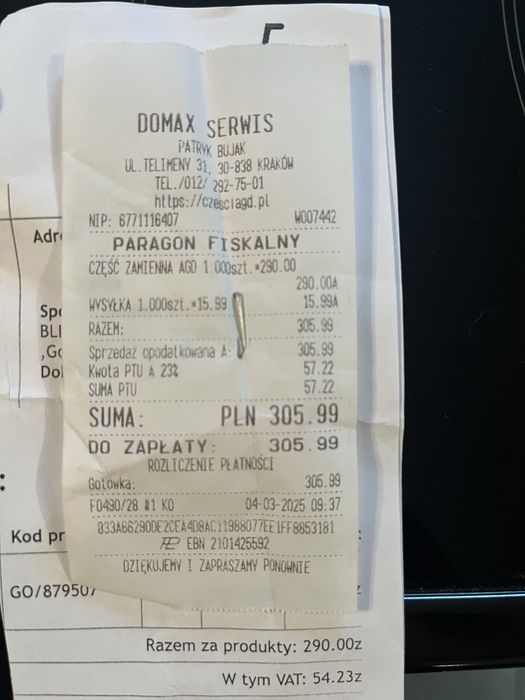 DOMAX SERWIS
PATRYK BUJAK
UL.TELIMENY 31, 30-838 KRAKÓW
TEL./012/ 292-75-01
https://czesciagd.pl
NIP: 6771116407 W007442
PARAGON FISKALNY
CZĘŚĆ ZAMIENNA AGD 1.000szt.*290.00
290.00A
WYSYŁKA 1.000szt.*15.99 15.99A
RAZEM: 305.99
Sprzedaż opodatkowana A: 305.99
Kwota PTU A 23% 57.22
SUMA PTU 57.22
SUMA: PLN 305.99
DO ZAPŁATY: 305.99
ROZLICZENIE PŁATNOŚCI
Gotówka: 305.99
F0490/28 #1 KO 04-03-2025 09:37
833A66290DE2CEA4D8AC11988077EE1FF8853181
EBN 2101425592
DZIĘKUJEMY I ZAPRASZAMY PONOWNIE
Adr
Sp
BLI
,Go
Dol
:
Kod pr :
GO/879507 z
Razem za produkty: 290.00z
W tym VAT: 54.23z